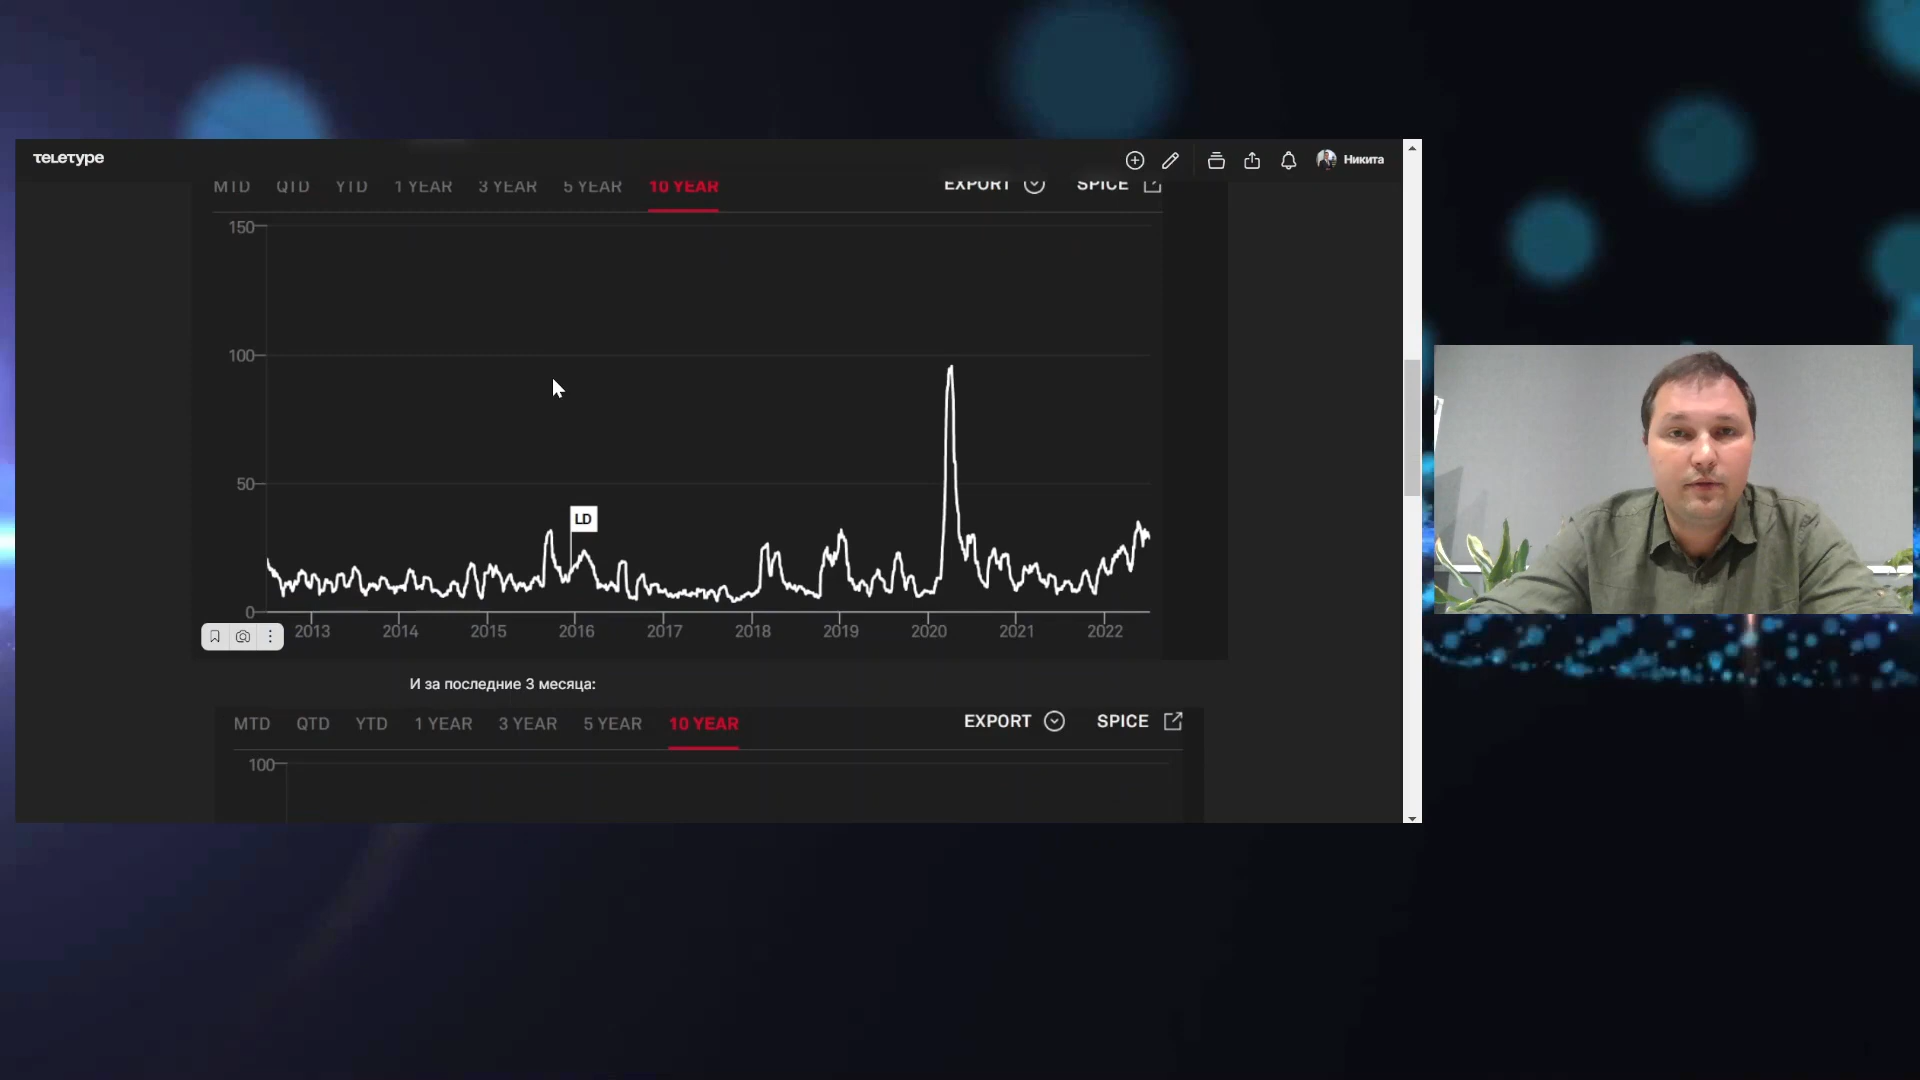 TELETYPE
Никита
MTD QTD YTD 1 YEAR 3 YEAR 5 YEAR 10 YEAR EXPORT SPICE
150
100
50
LD
0
2013 2014 2015 2016 2017 2018 2019 2020 2021 2022
И за последние 3 месяца:
MTD QTD YTD 1 YEAR 3 YEAR 5 YEAR 10 YEAR EXPORT SPICE
100